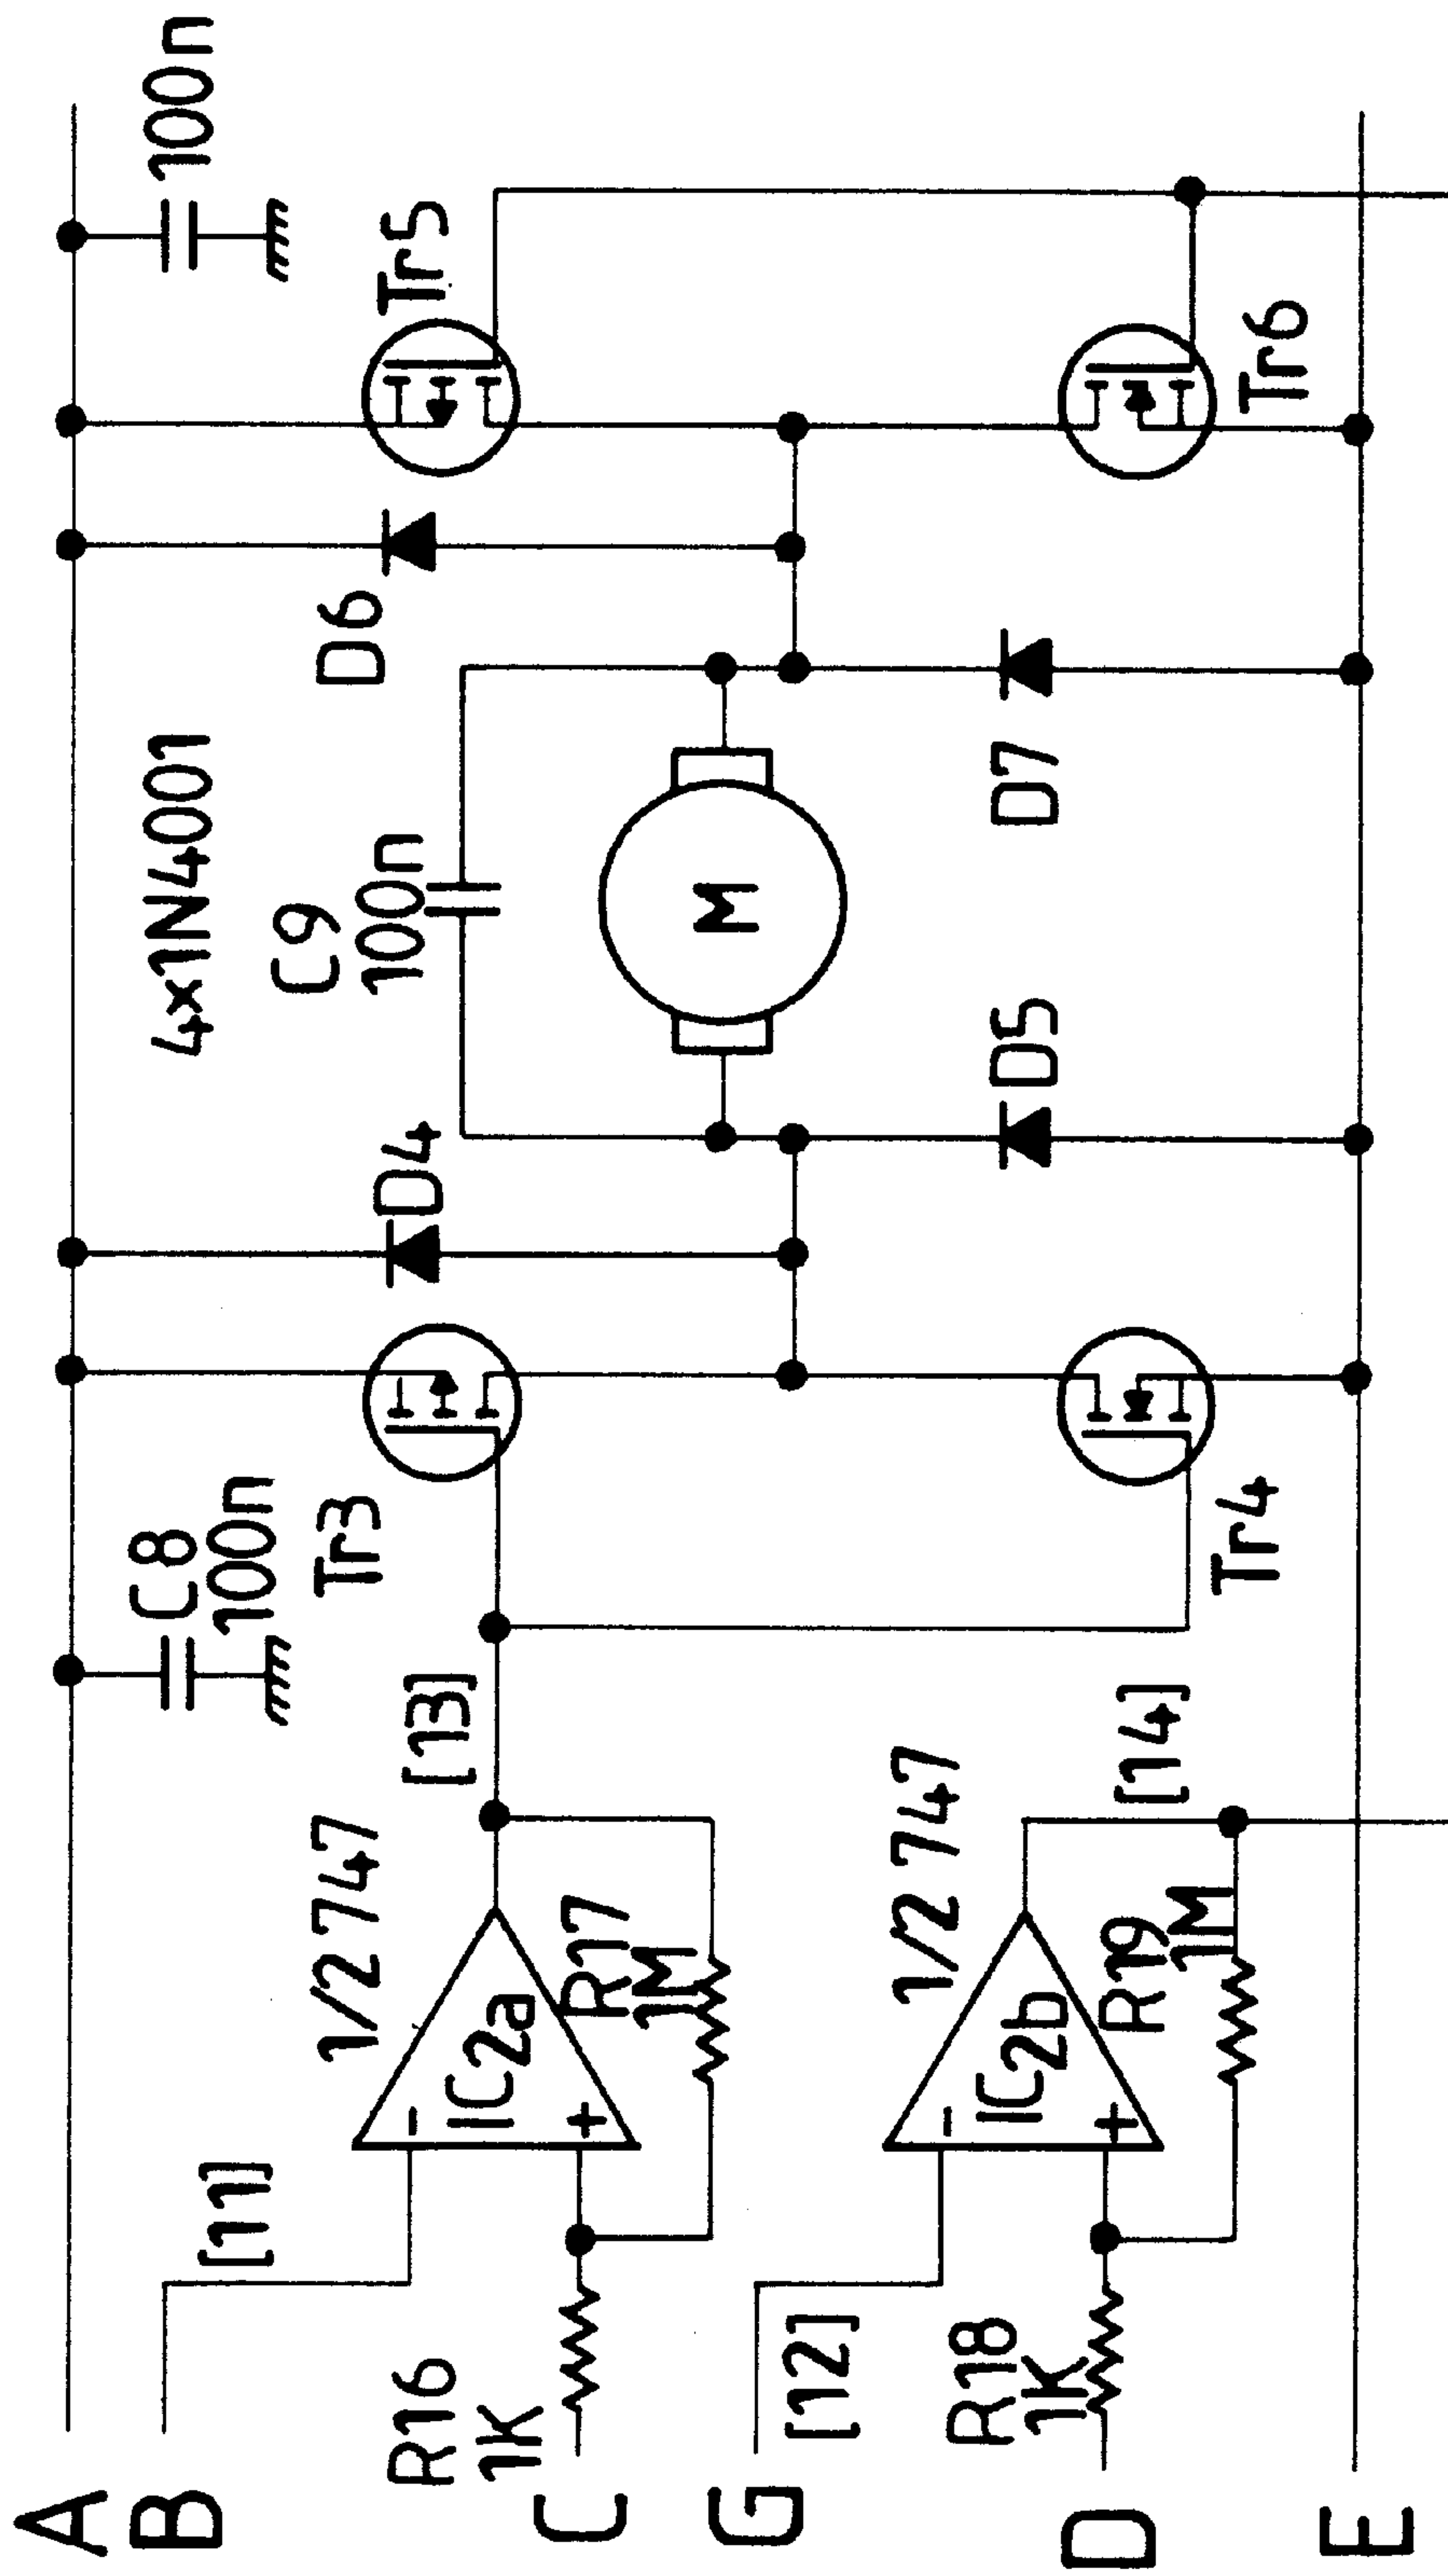 A
B
[11]
R16
1K
C
G
[12]
R18
1K
D
E
1/2 747
IC2a
-
+
R17
1M
[13]
1/2 747
IC2b
-
+
R19
1M
[14]
C8
100n
Tr3
Tr4
D4
D5
4x1N4001
C9
100n
M
D6
D7
Tr5
Tr6
100n